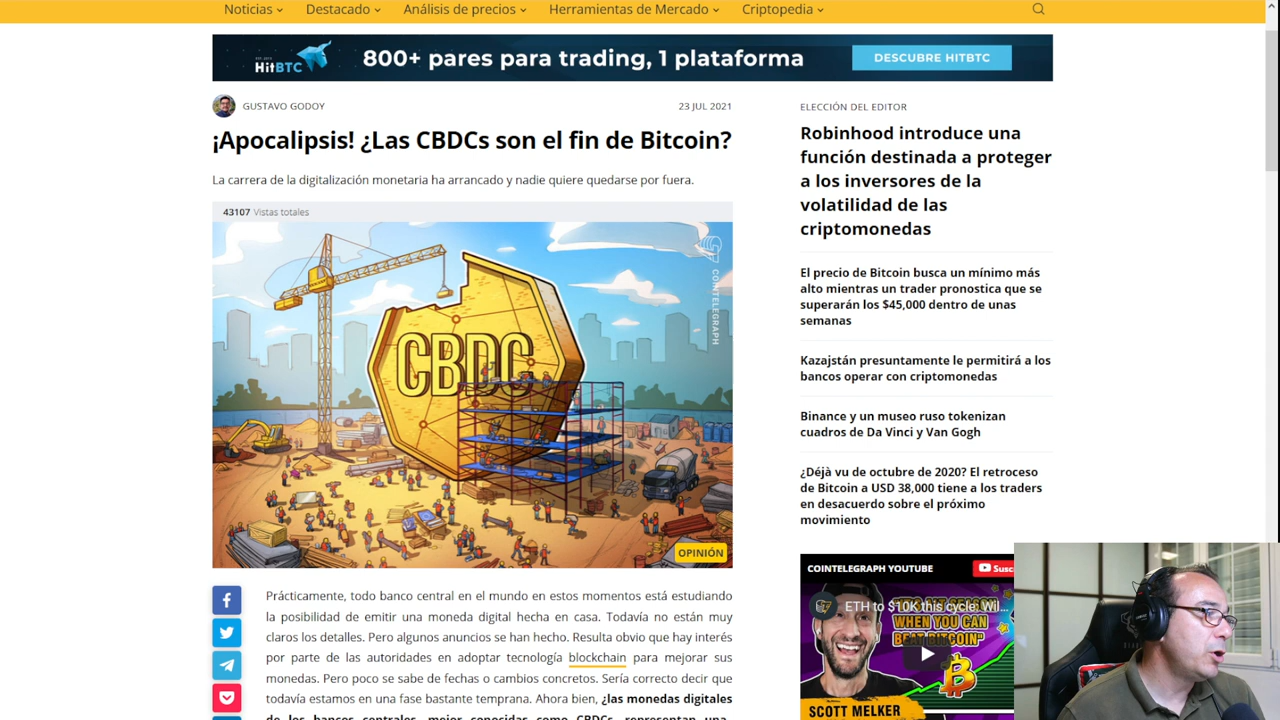 Noticias
Destacado
Análisis de precios
Herramientas de Mercado
Criptopedia
HitBTC
800+ pares para trading, 1 plataforma
DESCUBRE HITBTC
GUSTAVO GODOY
23 JUL 2021
¡Apocalipsis! ¿Las CBDCs son el fin de Bitcoin?
La carrera de la digitalización monetaria ha arrancado y nadie quiere quedarse por fuera.
43107 Vistas totales
COINTELEGRAPH
CBDC
OPINIÓN
Prácticamente, todo banco central en el mundo en estos momentos está estudiando
la posibilidad de emitir una moneda digital hecha en casa. Todavía no están muy
claros los detalles. Pero algunos anuncios se han hecho. Resulta obvio que hay interés
por parte de las autoridades en adoptar tecnología blockchain para mejorar sus
monedas. Pero poco se sabe de fechas o cambios concretos. Sería correcto decir que
todavía estamos en una fase bastante temprana. Ahora bien, ¿las monedas digitales
de los bancos centrales, mejor conocidas como CBDCs, representan una
ELECCIÓN DEL EDITOR
Robinhood introduce una
función destinada a proteger
a los inversores de la
volatilidad de las
criptomonedas
El precio de Bitcoin busca un mínimo más
alto mientras un trader pronostica que se
superarán los $45,000 dentro de unas
semanas
Kazajstán presuntamente le permitirá a los
bancos operar con criptomonedas
Binance y un museo ruso tokenizan
cuadros de Da Vinci y Van Gogh
¿Déjà vu de octubre de 2020? El retroceso
de Bitcoin a USD 38,000 tiene a los traders
en desacuerdo sobre el próximo
movimiento
COINTELEGRAPH YOUTUBE
Susc
ETH to $10K this cycle: Wil...
WHEN YOU CAN
BEAT BITCOIN"
SCOTT MELKER